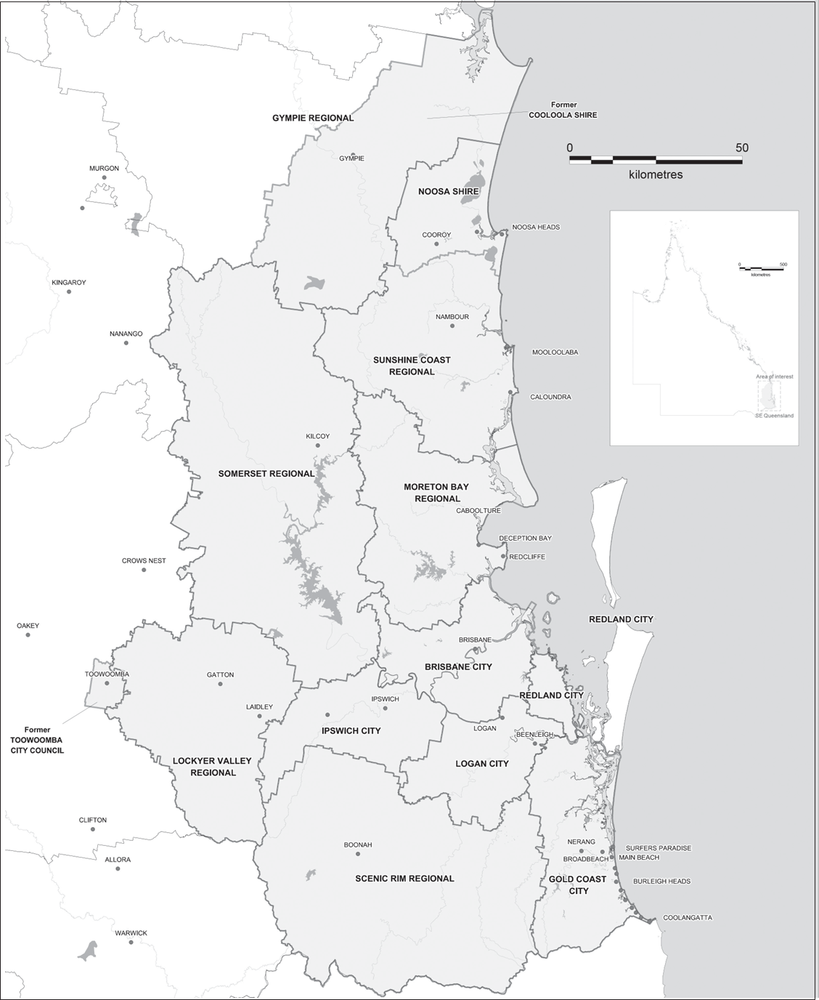 Former
COOLOOLA SHIRE
GYMPIE REGIONAL
0 50
kilometres
GYMPIE
MURGON
NOOSA SHIRE
NOOSA HEADS
COOROY
0 500
kilometres
KINGAROY
NAMBOUR
NANANGO
MOOLOOLABA
SUNSHINE COAST
REGIONAL
Area of interest
CALOUNDRA
SE Queensland
KILCOY
SOMERSET REGIONAL
MORETON BAY
REGIONAL
CABOOLTURE
DECEPTION BAY
REDCLIFFE
CROWS NEST
REDLAND CITY
OAKEY
BRISBANE
BRISBANE CITY
TOOWOOMBA
GATTON
REDLAND CITY
IPSWICH
LAIDLEY
Former
TOOWOOMBA
CITY COUNCIL
IPSWICH CITY
LOGAN
BEENLEIGH
LOCKYER VALLEY
REGIONAL
LOGAN CITY
CLIFTON
BOONAH
NERANG
SURFERS PARADISE
BROADBEACH
MAIN BEACH
ALLORA
SCENIC RIM REGIONAL
GOLD COAST
CITY
BURLEIGH HEADS
COOLANGATTA
WARWICK